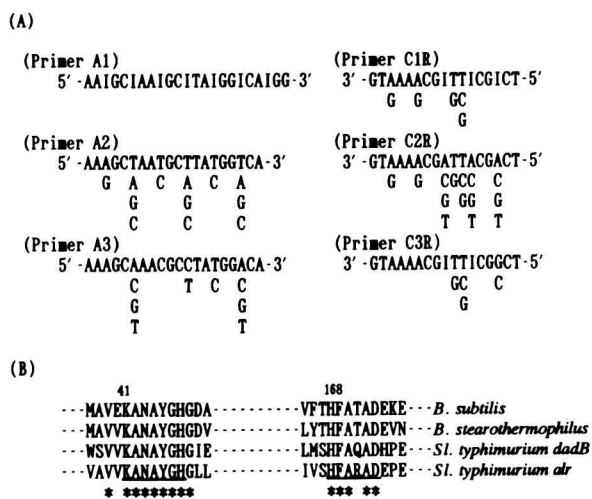 (A)
(Primer A1)
5' -AAIGCIAAIGCITAIGGICAIGG-3'
(Primer A2)
5' -AAAGCTAATGCTTATGGTCA-3'
G A C A C A
G G G
C C C
(Primer A3)
5' -AAAGCAAACGCCTATGGACA-3'
C T C C
G G
T T
(Primer C1R)
3' -GTAAAACGITTICGICT-5'
G G GC
G
(Primer C2R)
3' -GTAAAACGATTACGACT-5'
G G CGCC C
G GG G
T T T
(Primer C3R)
3' -GTAAAACGITTICGGCT-5'
GC C
G
(B)
41 168
---MAVEKANAYGHGDA----------VFTHFATADEKE---B. subtilis
---MAVVKANAYGHGDV----------LYTHFATADEVN---B. stearothermophilus
---WSVVKANAYGHGIE----------LMSHFAQADHPE---Sl. typhimurium dadB
---VAVVKANAYGHGLL----------IVSHFARADEPE---Sl. typhimurium alr
* ******** *** **